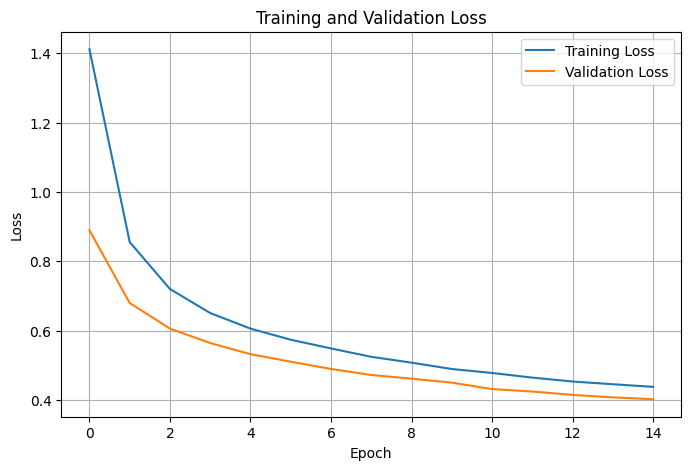 Training and Validation Loss
Training Loss
Validation Loss
1.4
1.2
1.0
0.8
0.6
0.4
Loss
0 2 4 6 8 10 12 14
Epoch